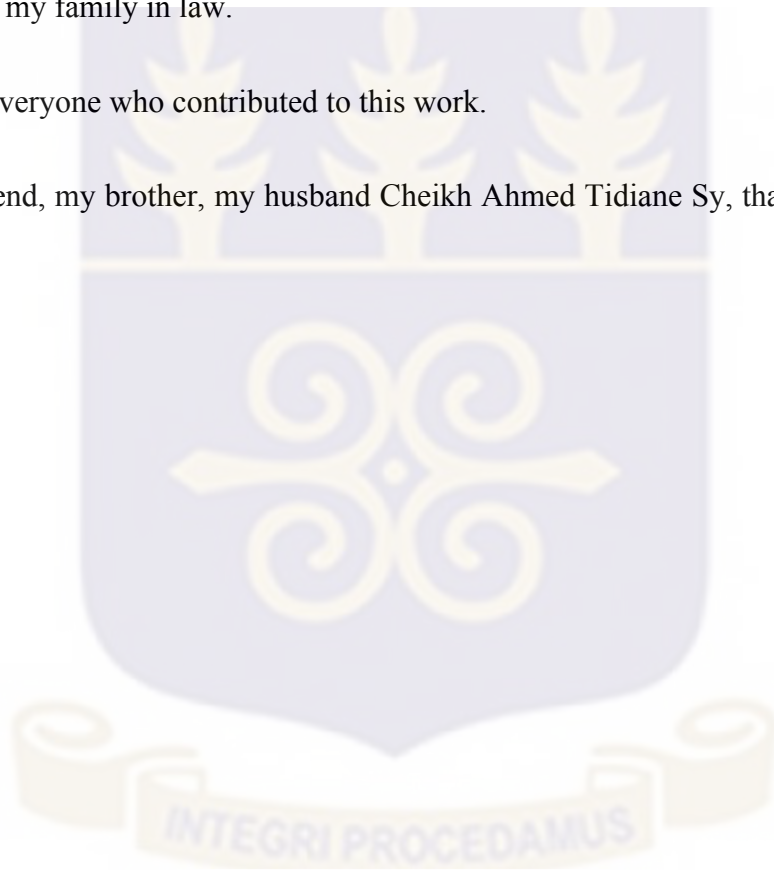 my family in law.
veryone who contributed to this work.
end, my brother, my husband Cheikh Ahmed Tidiane Sy, tha
INTEGRI PROCEDAMUS